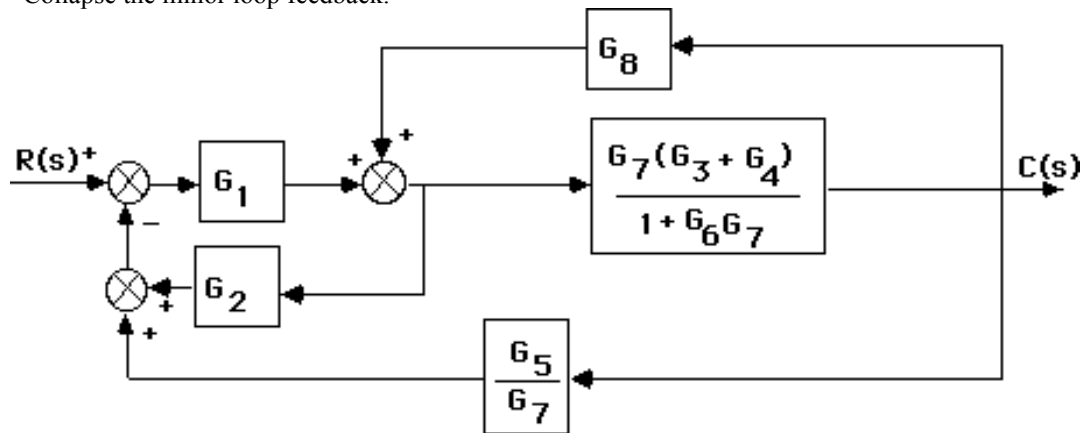 Collapse the minor loop feedback.
G8
+
R(s) +
G1
+
G7(G3 + G4)
1 + G6G7
C(s)
−
G2
+
+
G5
G7